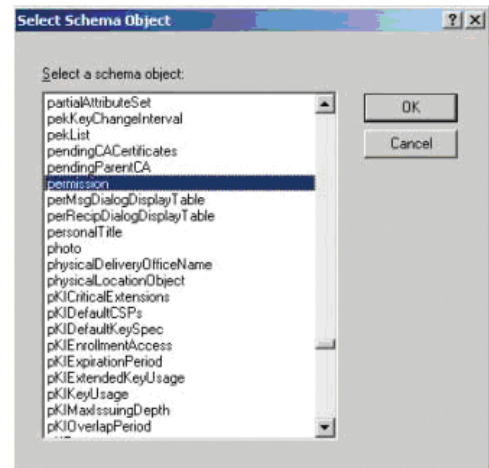 Select Schema Object
Select a schema object:
partialAttributeSet
pekKeyChangeInterval
pekList
pendingCACertificates
pendingParentCA
permission
perMsgDialogDisplayTable
perRecipDialogDisplayTable
personalTitle
photo
physicalDeliveryOfficeName
physicalLocationObject
pKICriticalExtensions
pKIDefaultCSPs
pKIDefaultKeySpec
pKIEnrollmentAccess
pKIExpirationPeriod
pKIExtendedKeyUsage
pKIKeyUsage
pKIMaxIssuingDepth
pKIOverlapPeriod
OK
Cancel